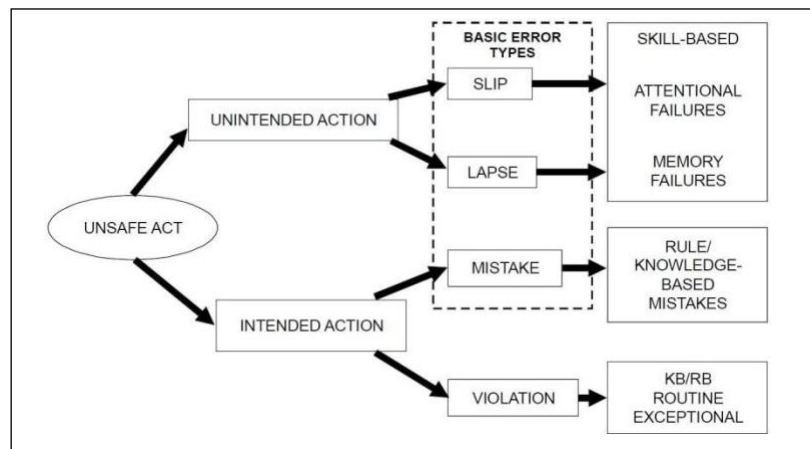 BASIC ERROR
TYPES
SKILL-BASED
SLIP
ATTENTIONAL
FAILURES
UNINTENDED ACTION
LAPSE
MEMORY
FAILURES
UNSAFE ACT
MISTAKE
RULE/
KNOWLEDGE-
BASED
MISTAKES
INTENDED ACTION
VIOLATION
KB/RB
ROUTINE
EXCEPTIONAL